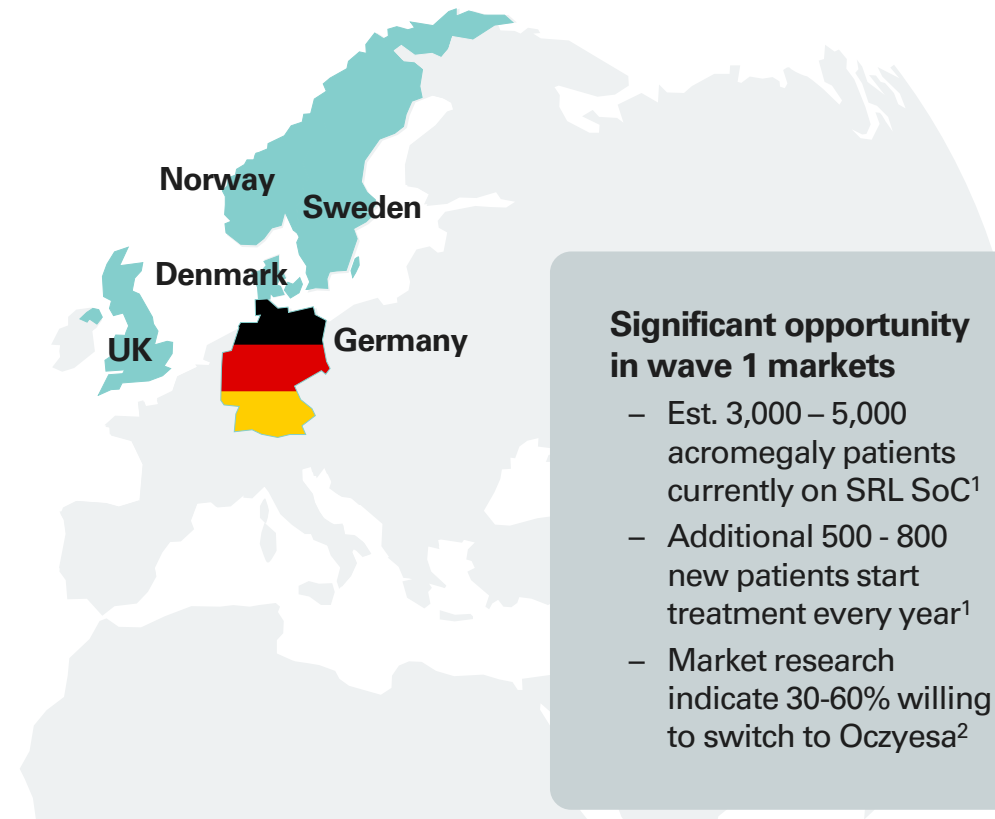 Norway
Sweden
Denmark
UK
Germany
Significant opportunity
in wave 1 markets
– Est. 3,000 – 5,000
acromegaly patients
currently on SRL SoC1
– Additional 500 - 800
new patients start
treatment every year1
– Market research
indicate 30-60% willing
to switch to Oczyesa2